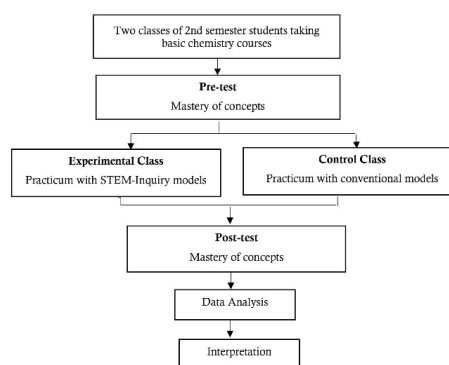 Two classes of 2nd semester students taking
basic chemistry courses
Pre-test
Mastery of concepts
Experimental Class
Practicum with STEM-Inquiry models
Control Class
Practicum with conventional models
Post-test
Mastery of concepts
Data Analysis
Interpretation